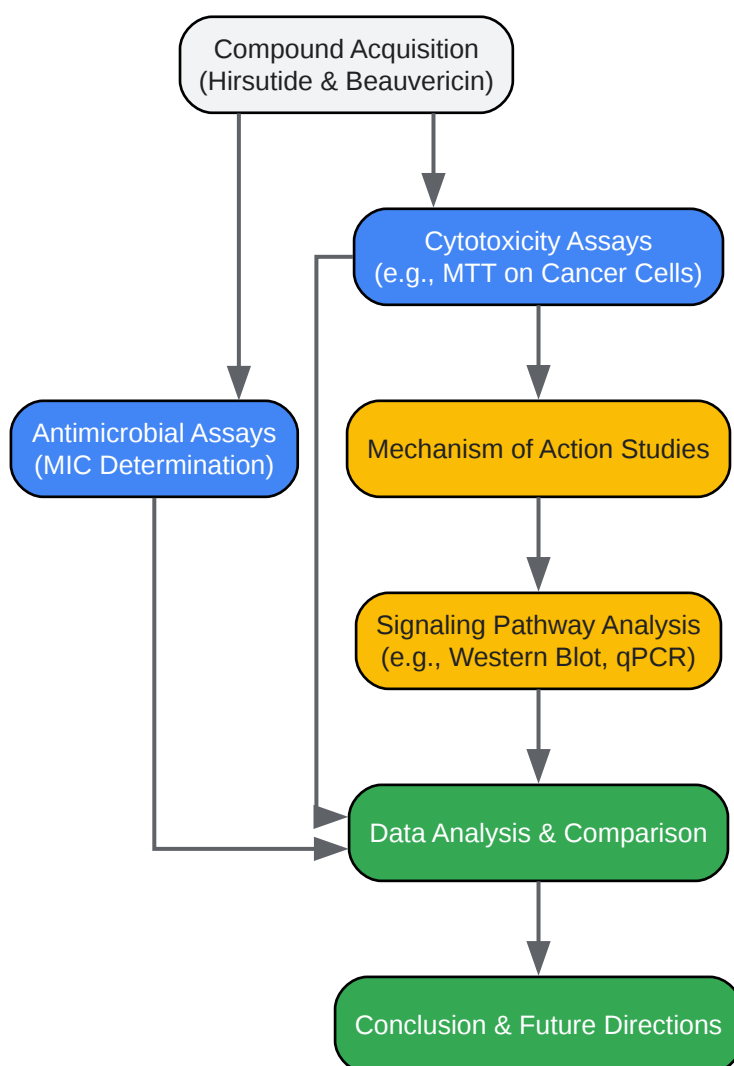 Compound Acquisition
(Hirsutide & Beauvericin)
Cytotoxicity Assays
(e.g., MTT on Cancer Cells)
Antimicrobial Assays
(MIC Determination)
Mechanism of Action Studies
Signaling Pathway Analysis
(e.g., Western Blot, qPCR)
Data Analysis & Comparison
Conclusion & Future Directions